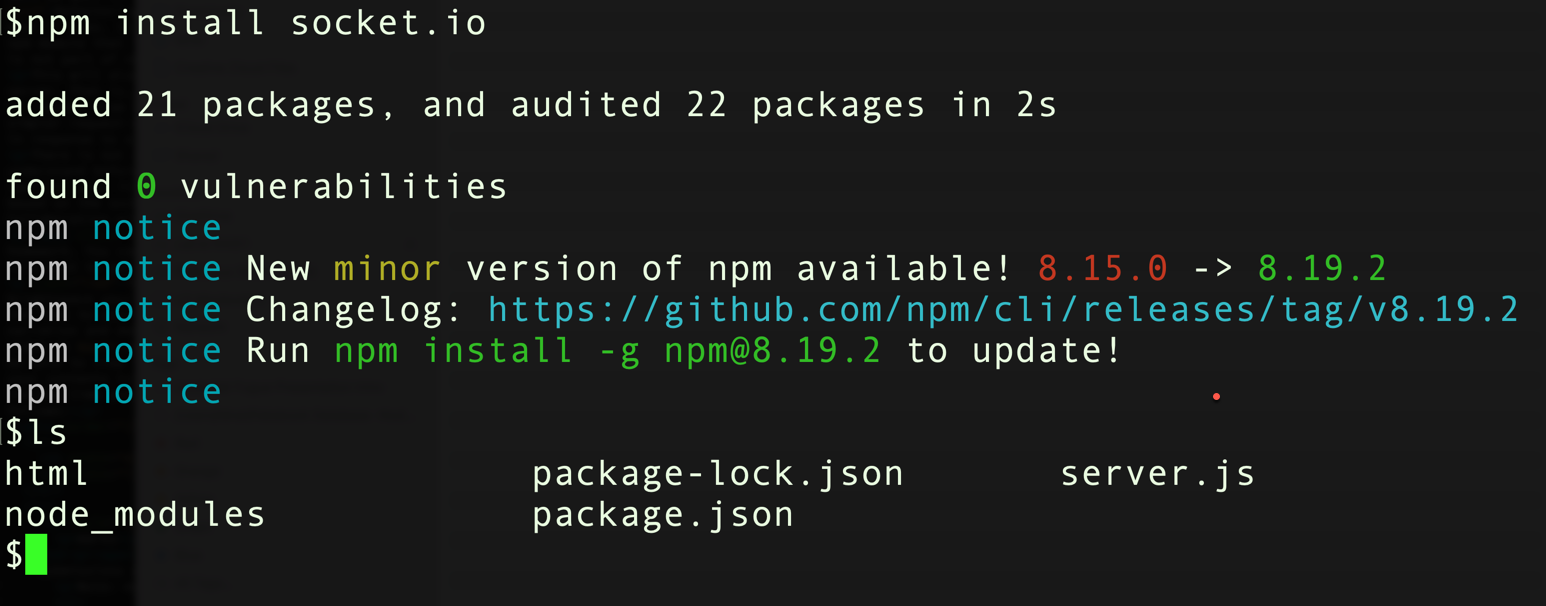 $npm install socket.io
added 21 packages, and audited 22 packages in 2s
found 0 vulnerabilities
npm notice
npm notice New minor version of npm available! 8.15.0 -> 8.19.2
npm notice Changelog: https://github.com/npm/cli/releases/tag/v8.19.2
npm notice Run npm install -g npm@8.19.2 to update!
npm notice
$ls
html package-lock.json server.js
node_modules package.json
$